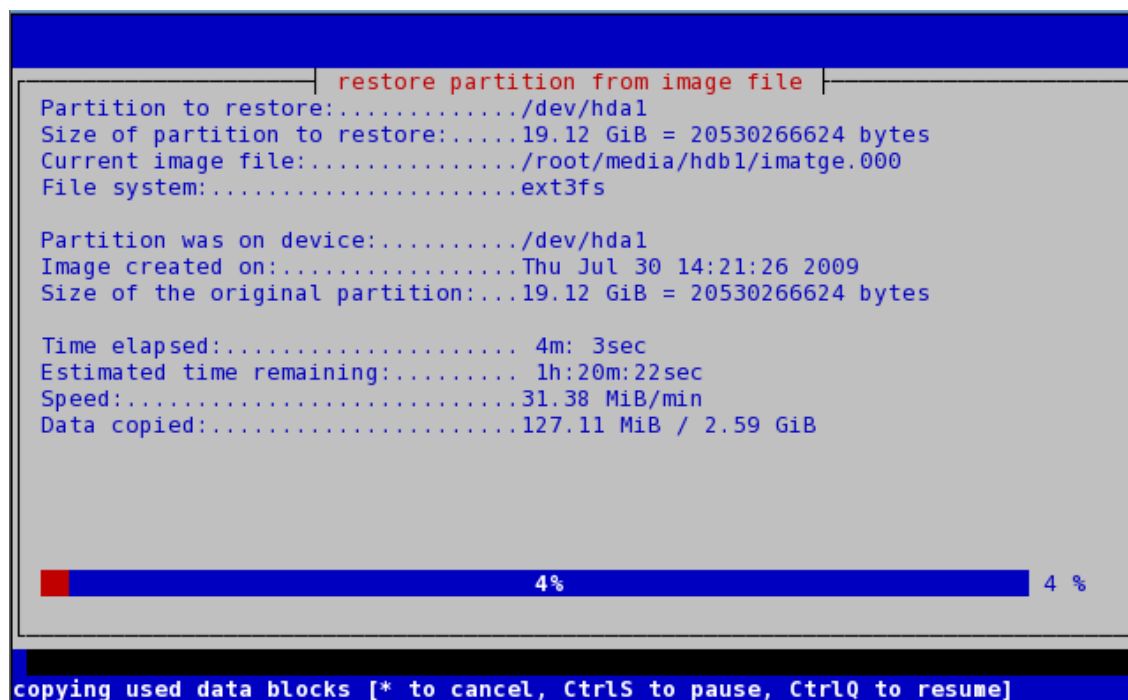 restore partition from image file
Partition to restore:............./dev/hda1
Size of partition to restore:.....19.12 GiB = 20530266624 bytes
Current image file:.............../root/media/hdb1/imatge.000
File system:......................ext3fs
Partition was on device:........../dev/hda1
Image created on:.................Thu Jul 30 14:21:26 2009
Size of the original partition:...19.12 GiB = 20530266624 bytes
Time elapsed:..................... 4m: 3sec
Estimated time remaining:......... 1h:20m:22sec
Speed:............................31.38 MiB/min
Data copied:......................127.11 MiB / 2.59 GiB
4% 4 %
copying used data blocks [* to cancel, CtrlS to pause, CtrlQ to resume]